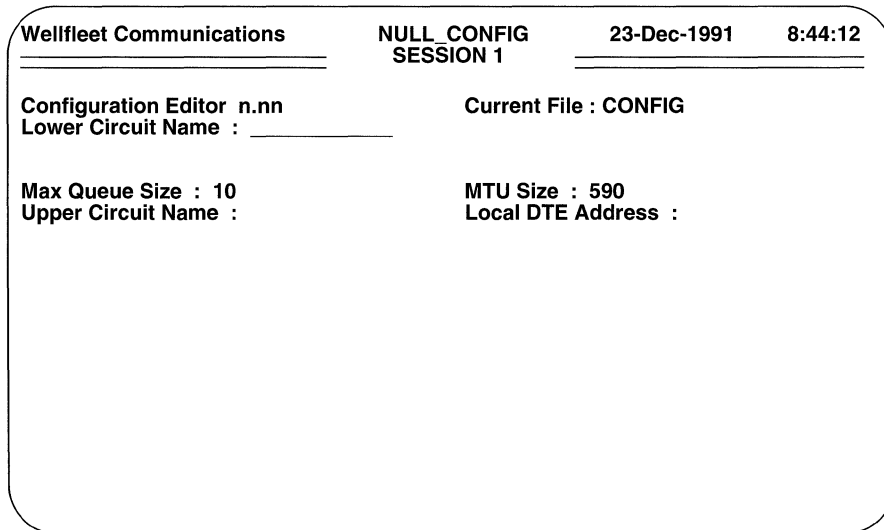 Wellfleet Communications NULL_CONFIG 23-Dec-1991 8:44:12
SESSION 1
Configuration Editor n.nn Current File : CONFIG
Lower Circuit Name : _______________
Max Queue Size : 10 MTU Size : 590
Upper Circuit Name : Local DTE Address :